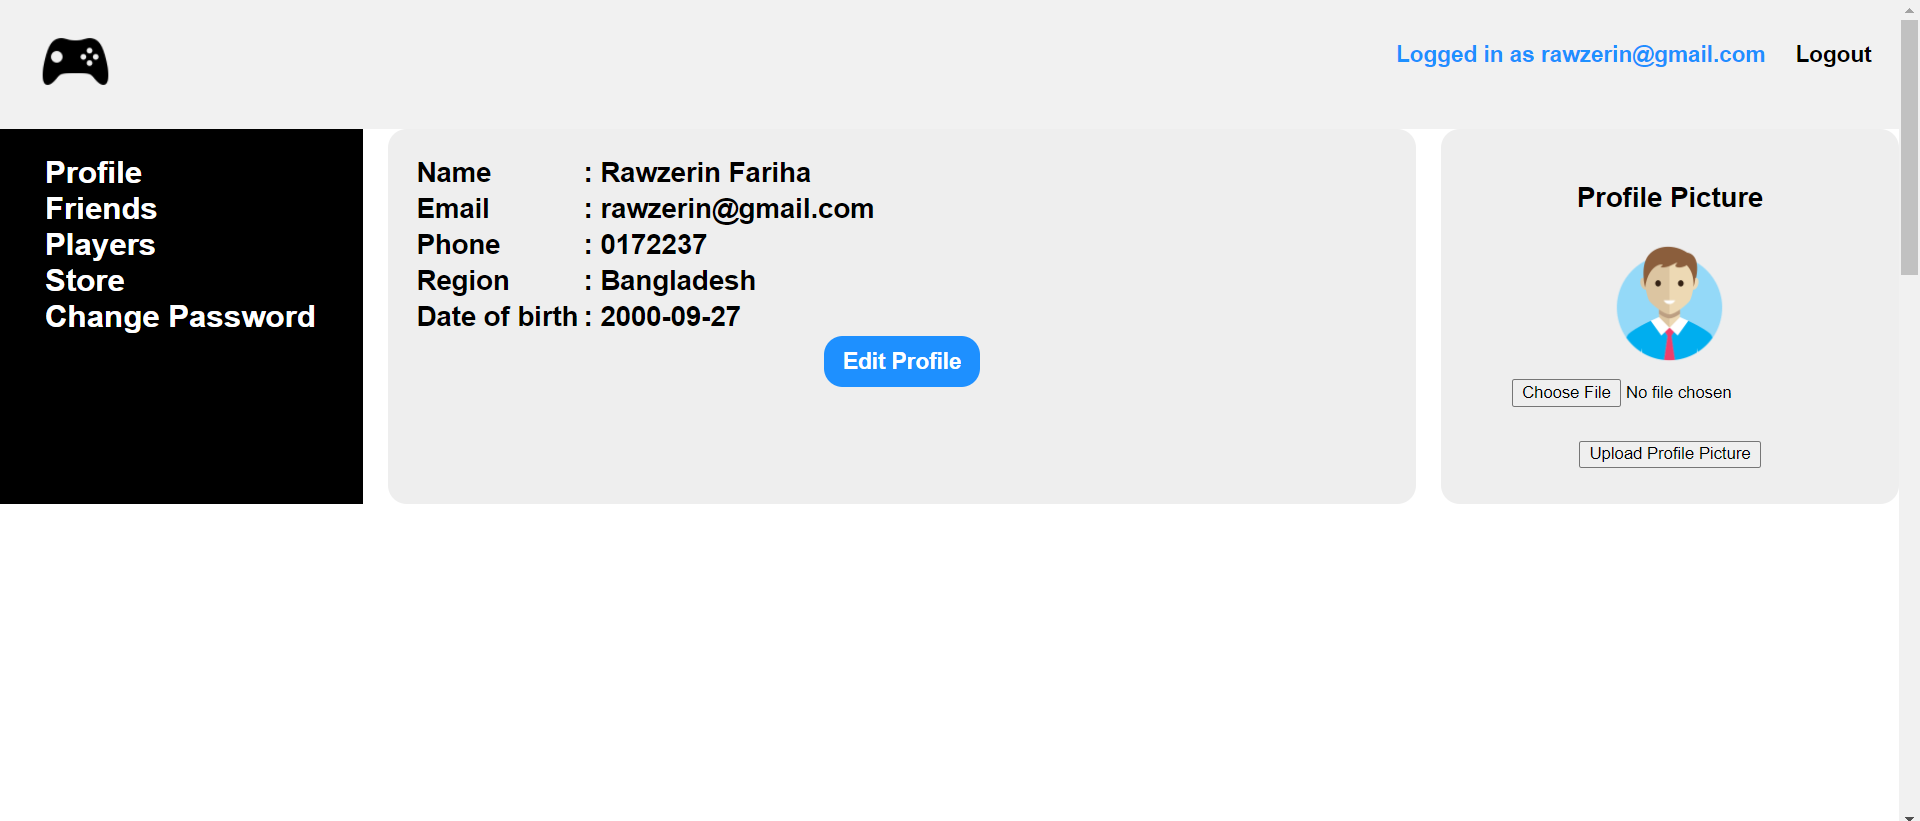 Logged in as rawzerin@gmail.com Logout
Profile
Friends
Players
Store
Change Password
Name : Rawzerin Fariha
Email : rawzerin@gmail.com
Phone : 0172237
Region : Bangladesh
Date of birth : 2000-09-27
Edit Profile
Profile Picture
Choose File No file chosen
Upload Profile Picture